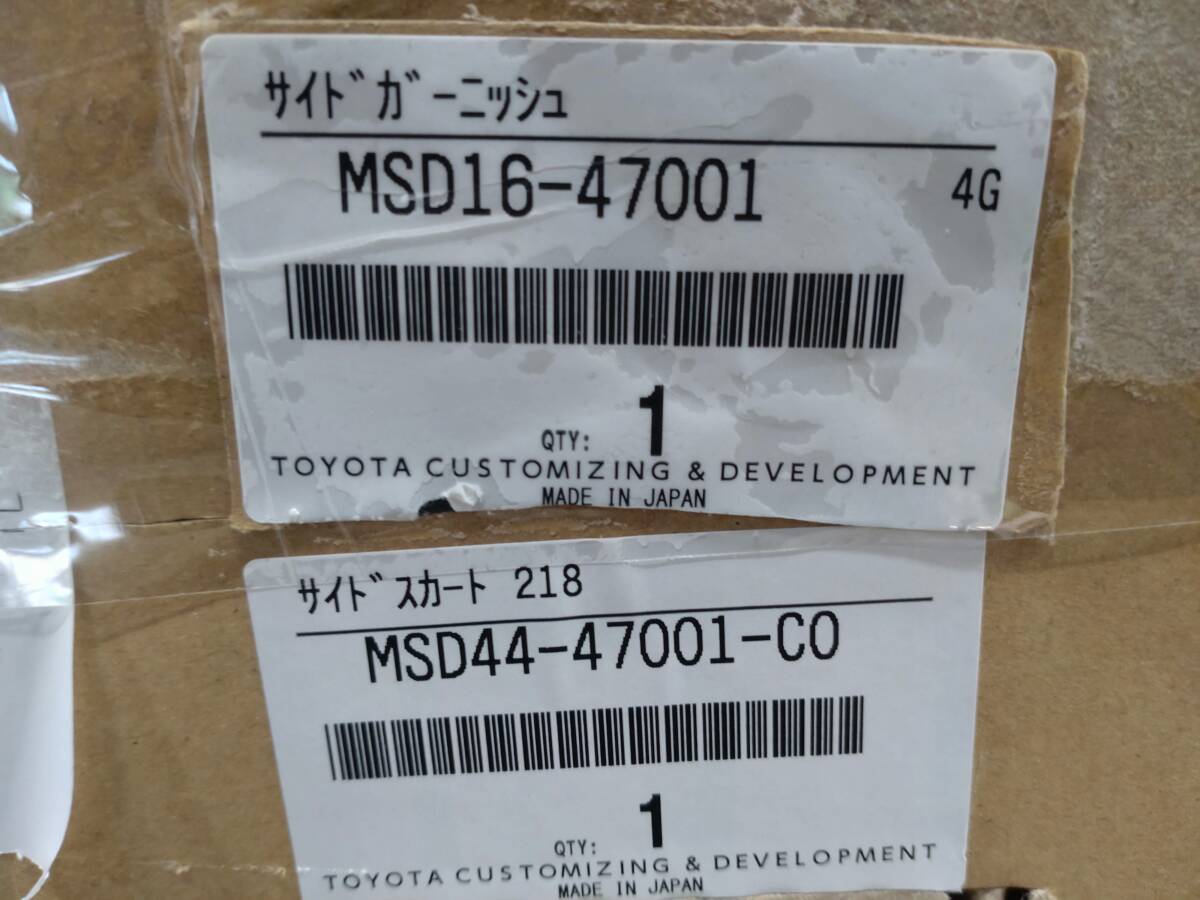 ｻｲﾄﾞｶﾞｰﾆｯｼｭ
MSD16-47001 4G
QTY: 1
TOYOTA CUSTOMIZING & DEVELOPMENT
MADE IN JAPAN
ｻｲﾄﾞｽｶｰﾄ 218
MSD44-47001-C0
QTY: 1
TOYOTA CUSTOMIZING & DEVELOPMENT
MADE IN JAPAN